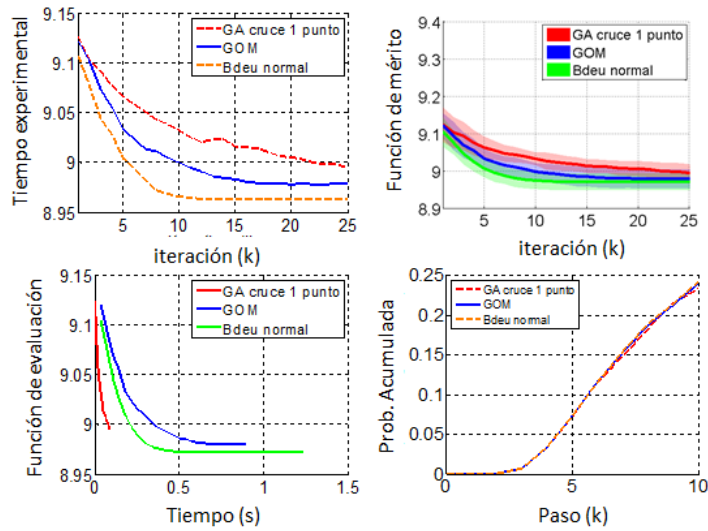 Tiempo experimental
9.15
9.1
9.05
9
8.95
5
10
15
20
25
iteración (k)
GA cruce 1 punto
GOM
Bdeu normal
Función de mérito
9.4
9.3
9.2
9.1
9
8.9
5
10
15
20
25
iteración (k)
GA cruce 1 punto
GOM
Bdeu normal
Función de evaluación
9.15
9.1
9.05
9
8.95
0
0.5
1
1.5
Tiempo (s)
GA cruce 1 punto
GOM
Bdeu normal
Prob. Acumulada
0.25
0.2
0.15
0.1
0.05
0
0
5
10
Paso (k)
GA cruce 1 punto
GOM
Bdeu normal